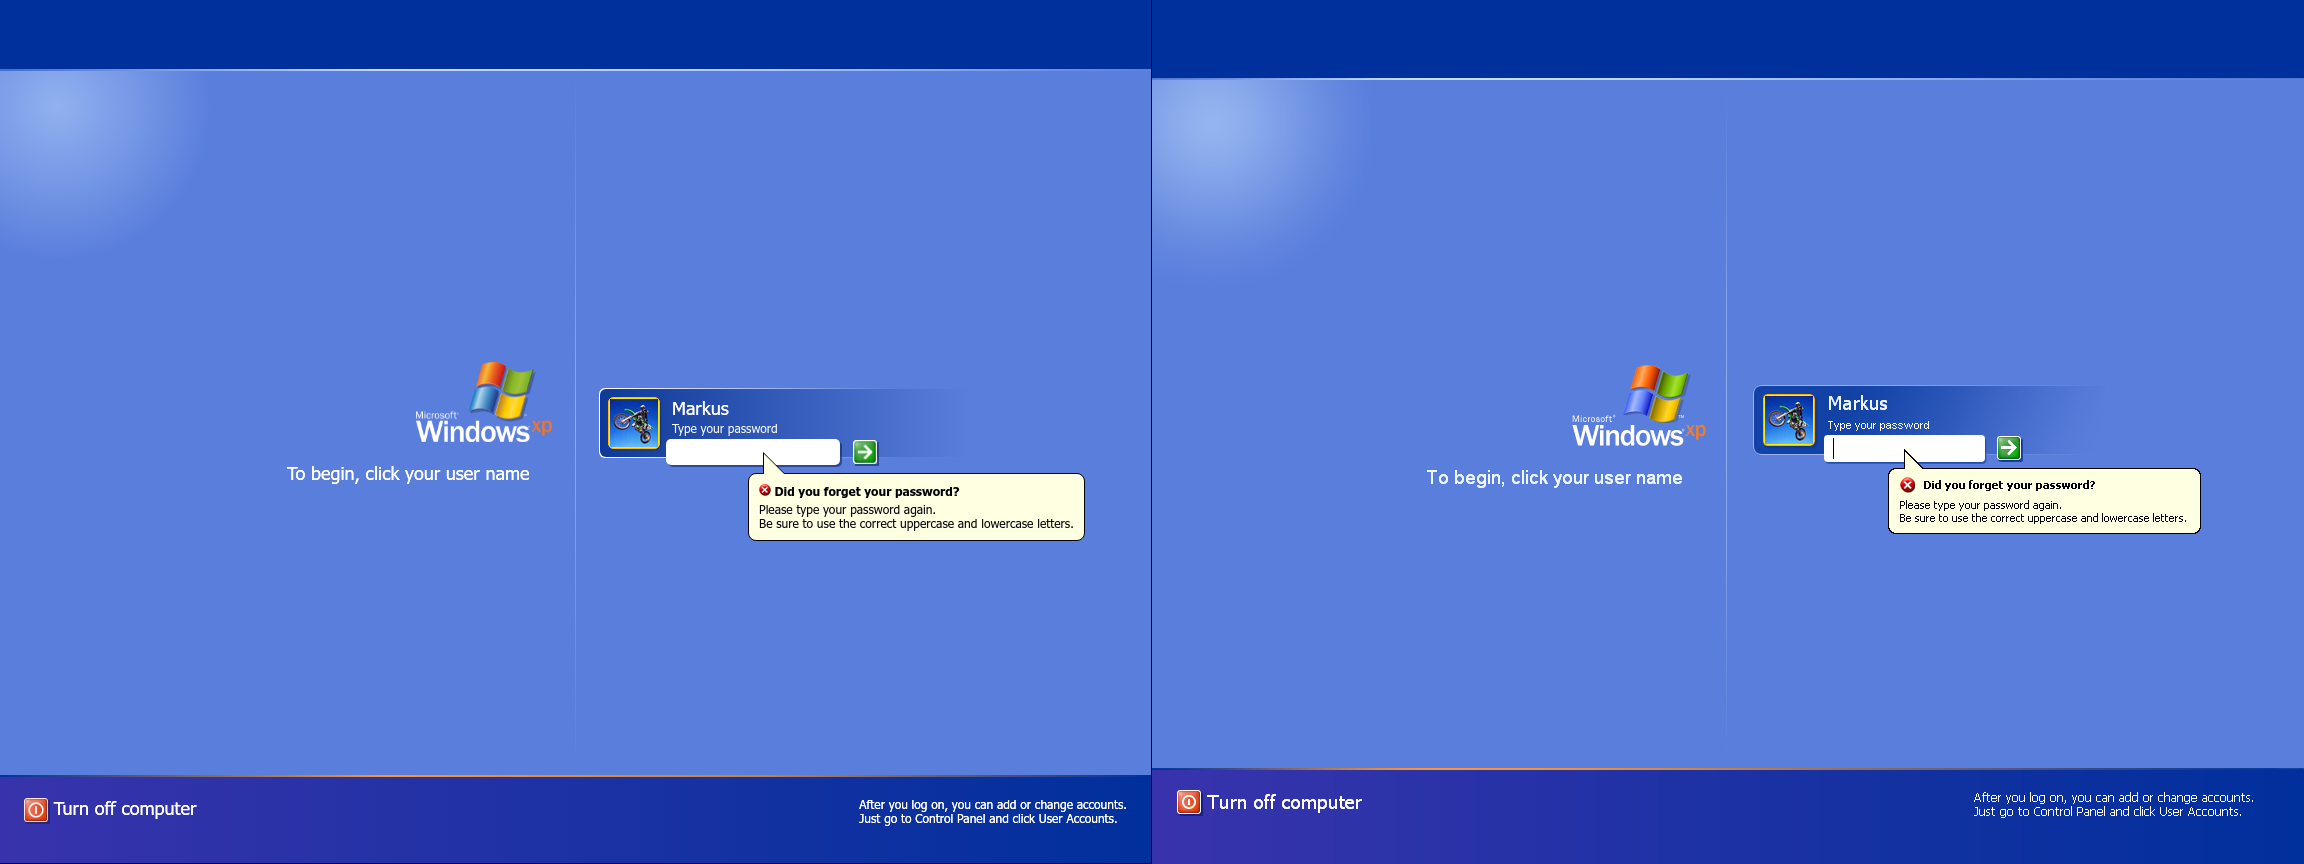 Microsoft
Windows xp
To begin, click your user name
Markus
Type your password
Did you forget your password?
Please type your password again.
Be sure to use the correct uppercase and lowercase letters.
Turn off computer
After you log on, you can add or change accounts.
Just go to Control Panel and click User Accounts.
Microsoft
Windows xp
To begin, click your user name
Markus
Type your password
Did you forget your password?
Please type your password again.
Be sure to use the correct uppercase and lowercase letters.
Turn off computer
After you log on, you can add or change accounts.
Just go to Control Panel and click User Accounts.